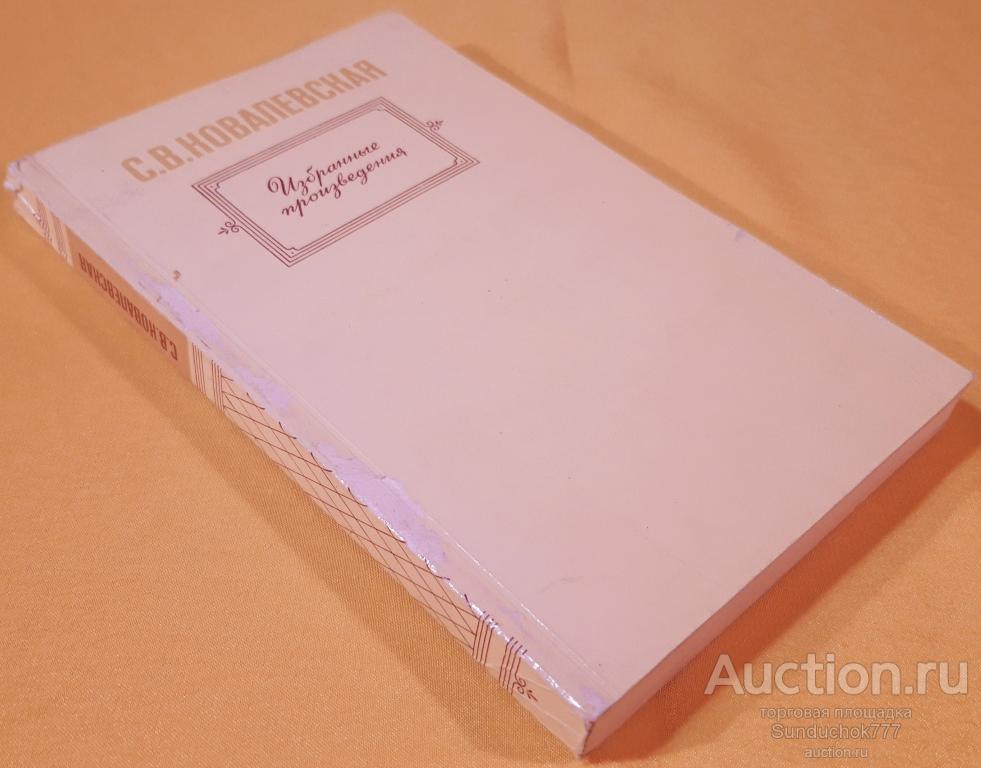 С.В.КОВАЛЕВСКАЯ
Избранные
произведения
С.В.КОВАЛЕВСКАЯ
Auction.ru
торговая площадка
Sunduchok777
auction.ru